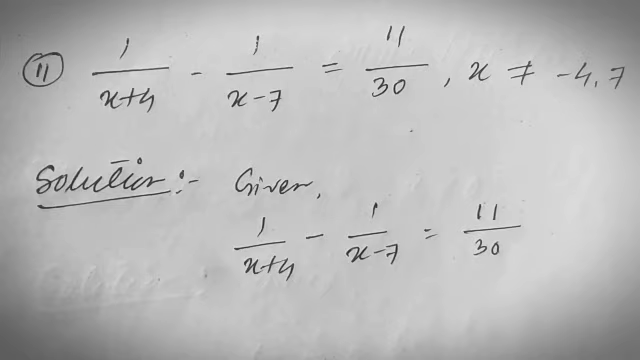 (11) 1/(x+4) - 1/(x-7) = 11/30, x ≠ -4, 7
Solution:- Given,
1/(x+4) - 1/(x-7) = 11/30